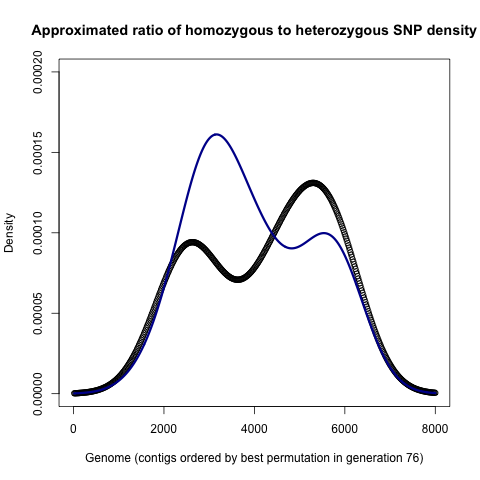 Approximated ratio of homozygous to heterozygous SNP density
0.00020
0.00015
0.00010
0.00005
0.00000
Density
0 2000 4000 6000 8000
Genome (contigs ordered by best permutation in generation 76)